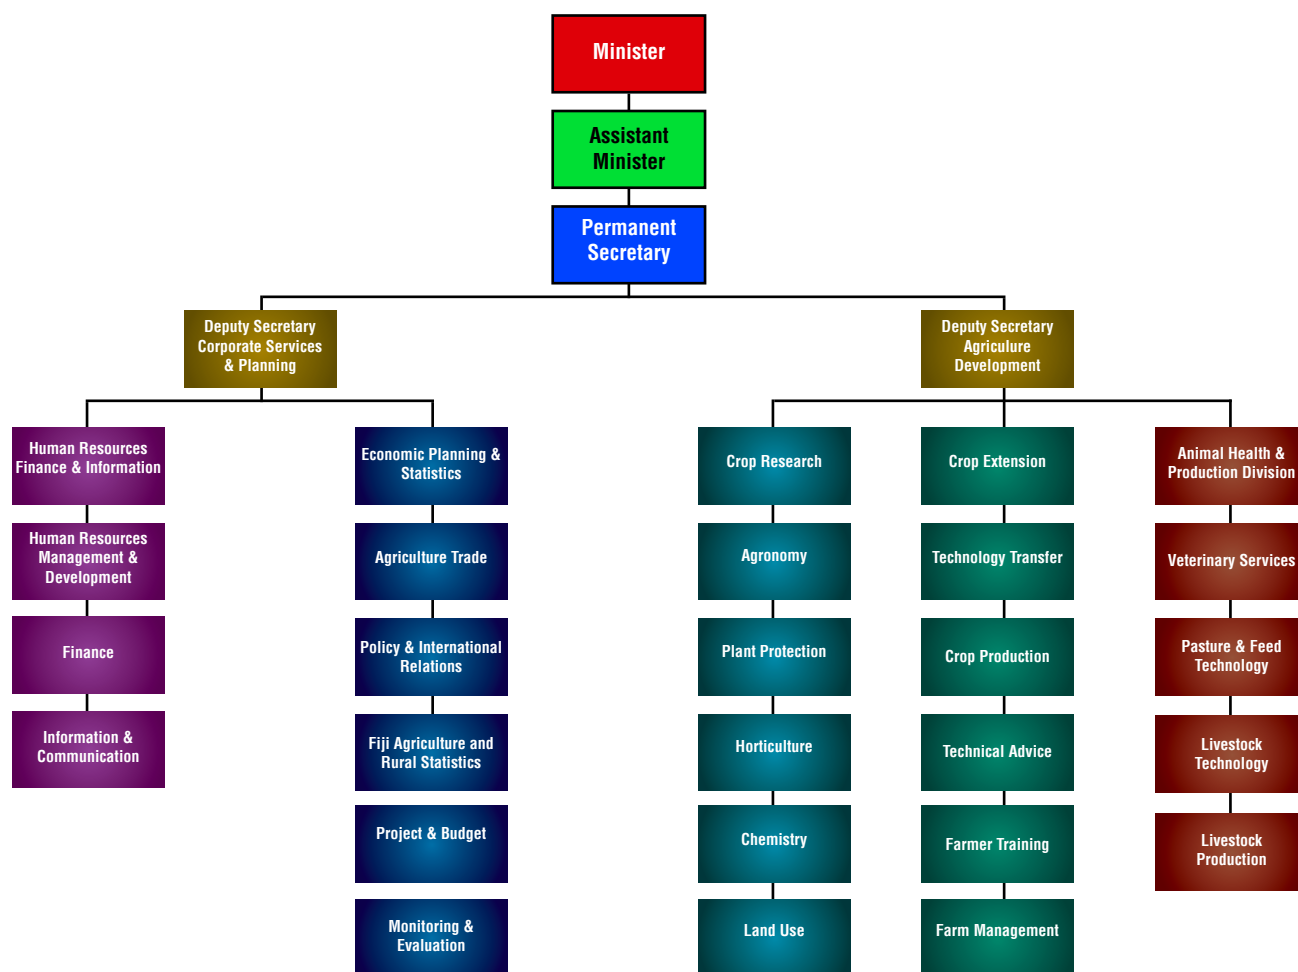 Minister
Assistant
Minister
Permanent
Secretary
Deputy Secretary
Corporate Services
& Planning
Deputy Secretary
Agriculure
Development
Human Resources
Finance & Information
Human Resources
Management &
Development
Finance
Information &
Communication
Economic Planning &
Statistics
Agriculture Trade
Policy & International
Relations
Fiji Agriculture and
Rural Statistics
Project & Budget
Monitoring &
Evaluation
Crop Research
Agronomy
Plant Protection
Horticulture
Chemistry
Land Use
Crop Extension
Technology Transfer
Crop Production
Technical Advice
Farmer Training
Farm Management
Animal Health &
Production Division
Veterinary Services
Pasture & Feed
Technology
Livestock
Technology
Livestock
Production